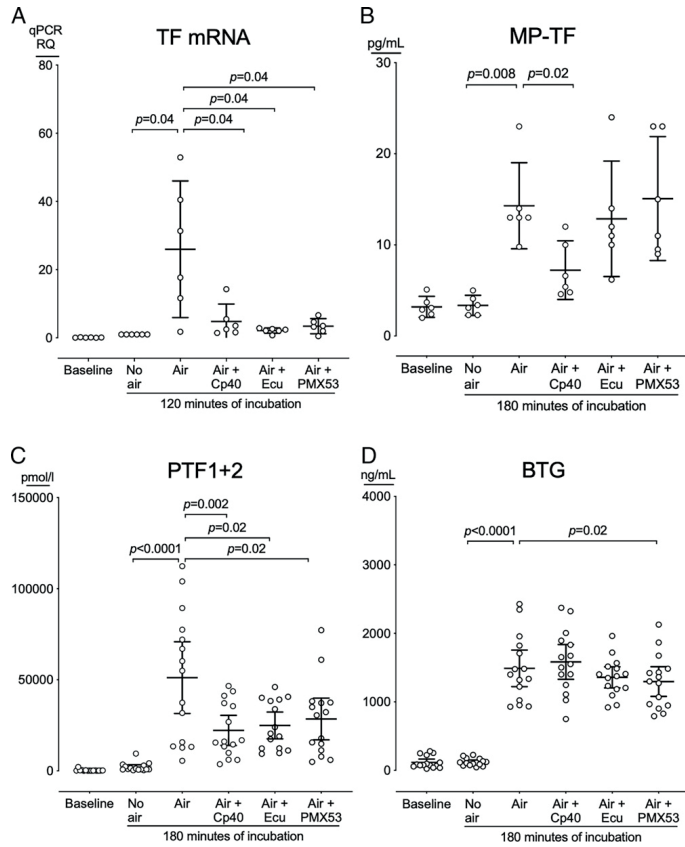 A
TF mRNA
qPCR
RQ
80
60
40
20
0
p=0.04
p=0.04
p=0.04
p=0.04
Baseline
No
air
Air
Air +
Cp40
Air +
Ecu
Air +
PMX53
120 minutes of incubation
B
MP-TF
pg/mL
30
20
10
0
p=0.008
p=0.02
Baseline
No
air
Air
Air +
Cp40
Air +
Ecu
Air +
PMX53
180 minutes of incubation
C
PTF1+2
pmol/l
150000
100000
50000
0
p=0.002
p=0.02
p<0.0001
p=0.02
Baseline
No
air
Air
Air +
Cp40
Air +
Ecu
Air +
PMX53
180 minutes of incubation
D
BTG
ng/mL
4000
3000
2000
1000
0
p<0.0001
p=0.02
Baseline
No
air
Air
Air +
Cp40
Air +
Ecu
Air +
PMX53
180 minutes of incubation